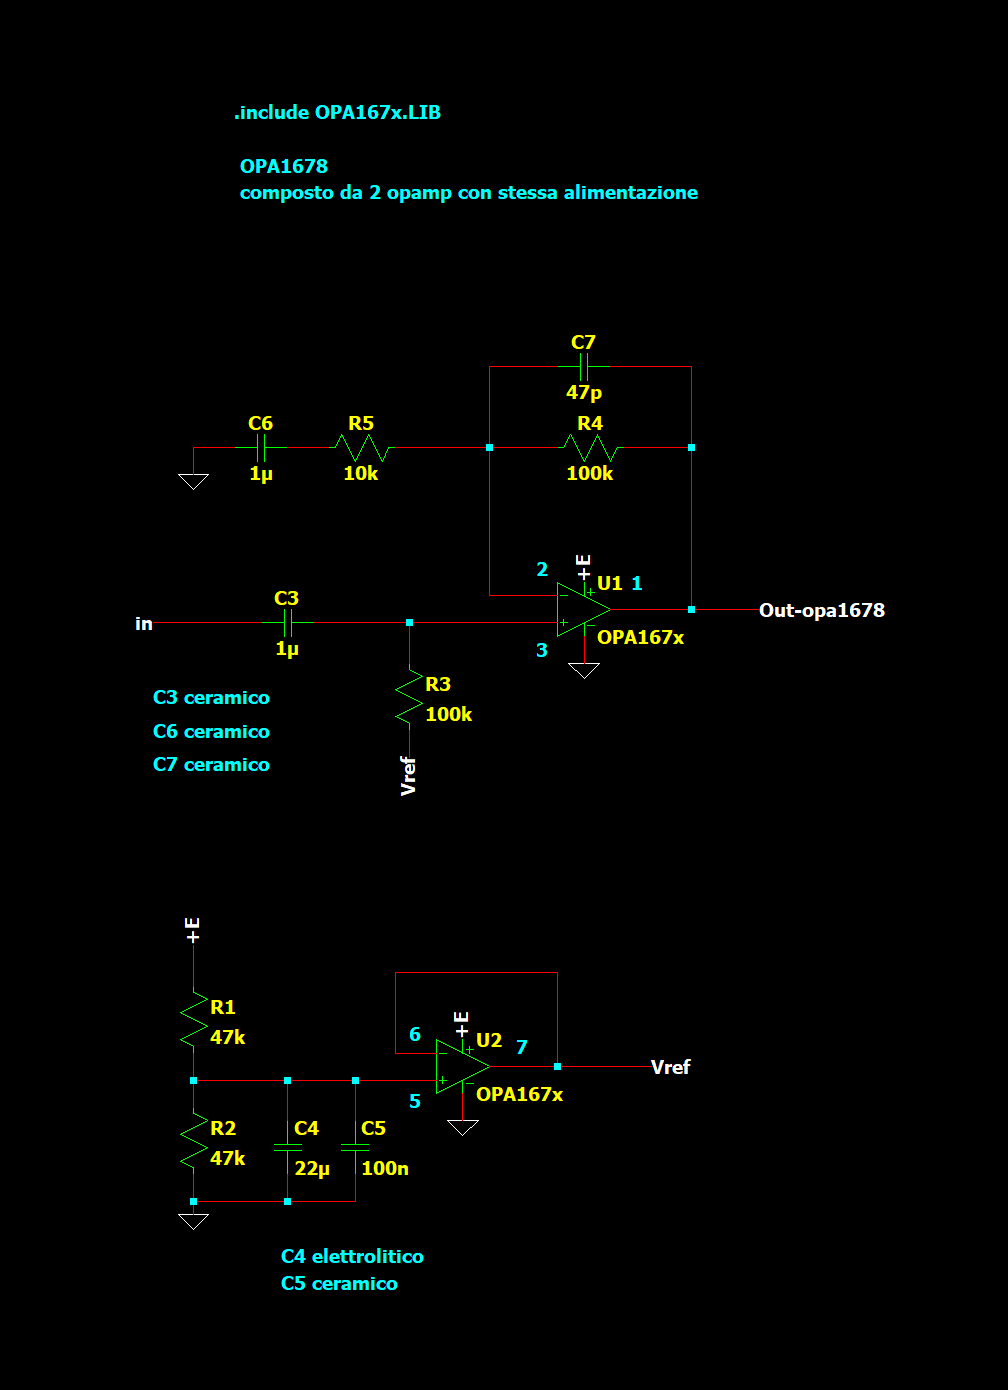 .include OPA167x.LIB
OPA1678
composto da 2 opamp con stessa alimentazione
C7
47p
C6
R5
R4
1µ
10k
100k
+E
2
U1
1
in
C3
Out-opa1678
1µ
3
OPA167x
R3
100k
C3 ceramico
C6 ceramico
C7 ceramico
Vref
+E
R1
47k
+E
6
U2
7
Vref
5
OPA167x
R2
47k
C4
22µ
C5
100n
C4 elettrolitico
C5 ceramico